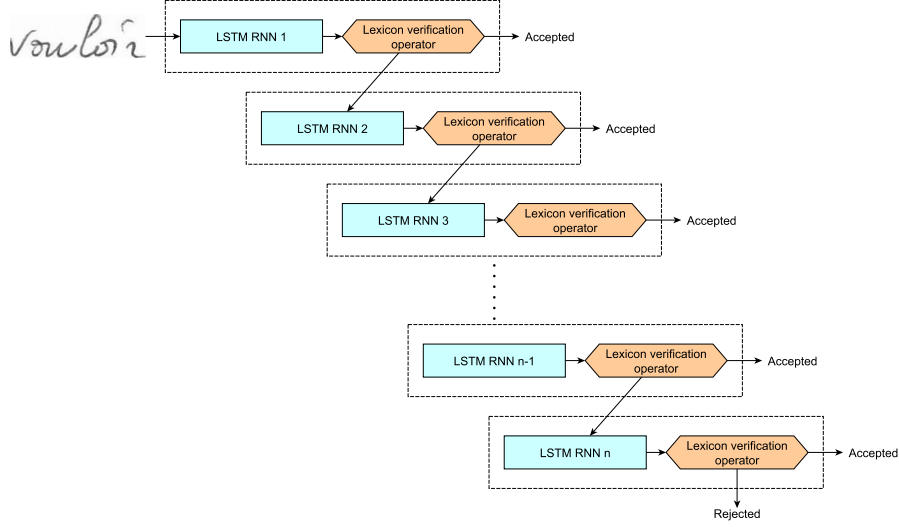 vouloir
LSTM RNN 1
Lexicon verification
operator
Accepted
LSTM RNN 2
Lexicon verification
operator
Accepted
LSTM RNN 3
Lexicon verification
operator
Accepted
LSTM RNN n-1
Lexicon verification
operator
Accepted
LSTM RNN n
Lexicon verification
operator
Accepted
Rejected